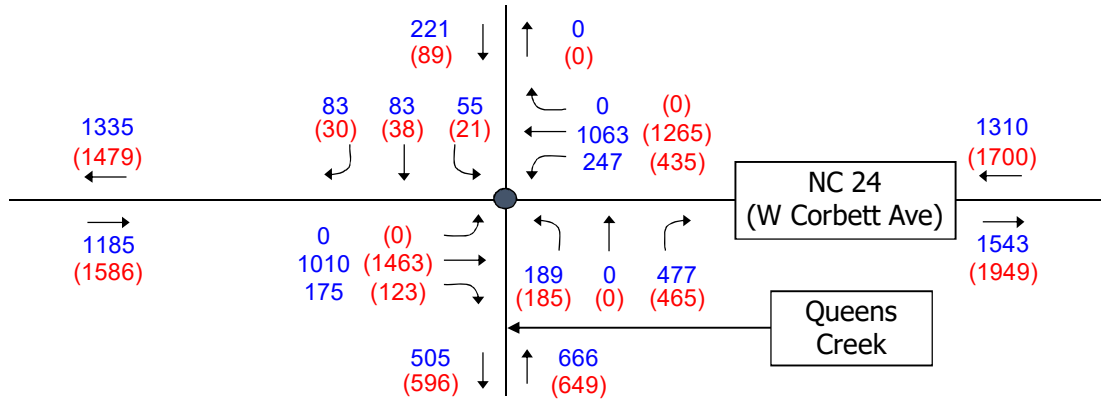 221 0
(89) (0)
83 83 55 0 (0)
(30) (38) (21) 1063 (1265)
1335 247 (435) 1310
(1479) (1700)
NC 24
(W Corbett Ave)
1185 0 (0) 1543
(1586) 1010 (1463) 189 0 477 (1949)
175 (123) (185) (0) (465)
Queens
Creek
505 666
(596) (649)